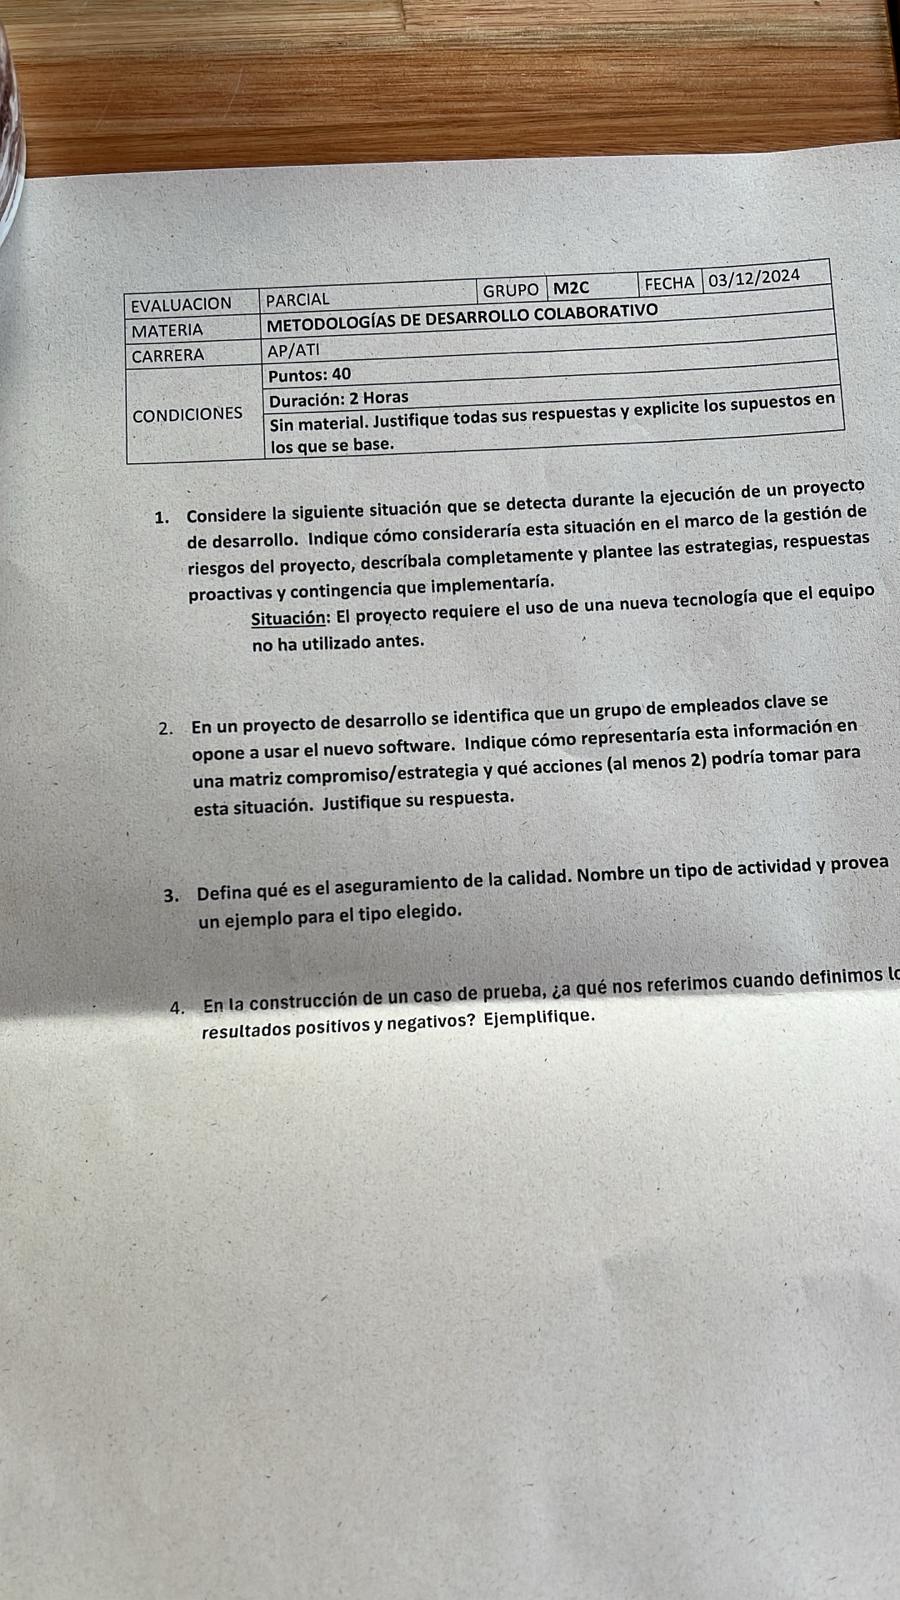 EVALUACION PARCIAL GRUPO M2C FECHA 03/12/2024
MATERIA METODOLOGÍAS DE DESARROLLO COLABORATIVO
CARRERA AP/ATI
CONDICIONES
Puntos: 40
Duración: 2 Horas
Sin material. Justifique todas sus respuestas y explicite los supuestos en
los que se base.
1. Considere la siguiente situación que se detecta durante la ejecución de un proyecto
de desarrollo. Indique cómo consideraría esta situación en el marco de la gestión de
riesgos del proyecto, descríbala completamente y plantee las estrategias, respuestas
proactivas y contingencia que implementaría.
Situación: El proyecto requiere el uso de una nueva tecnología que el equipo
no ha utilizado antes.
2. En un proyecto de desarrollo se identifica que un grupo de empleados clave se
opone a usar el nuevo software. Indique cómo representaría esta información en
una matriz compromiso/estrategia y qué acciones (al menos 2) podría tomar para
esta situación. Justifique su respuesta.
3. Defina qué es el aseguramiento de la calidad. Nombre un tipo de actividad y provea
un ejemplo para el tipo elegido.
4. En la construcción de un caso de prueba, ¿a qué nos referimos cuando definimos
resultados positivos y negativos? Ejemplifique.